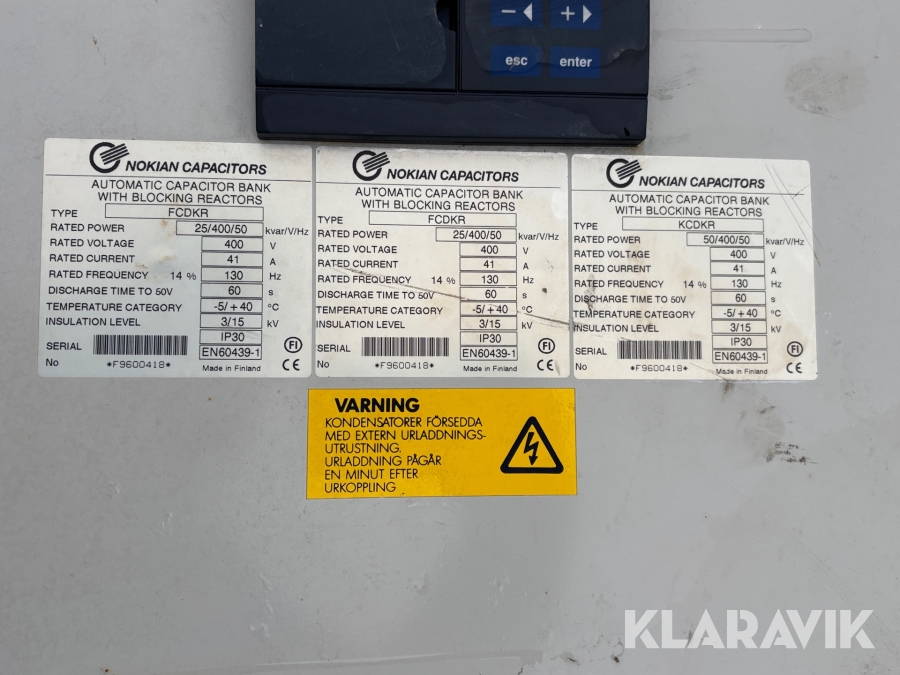 − ◀ + ▶
esc enter
NOKIAN CAPACITORS
AUTOMATIC CAPACITOR BANK
WITH BLOCKING REACTORS
TYPE FCDKR
RATED POWER 25/400/50 kvar/V/Hz
RATED VOLTAGE 400 V
RATED CURRENT 41 A
RATED FREQUENCY 14 % 130 Hz
DISCHARGE TIME TO 50V 60 s
TEMPERATURE CATEGORY -5/ +40 °C
INSULATION LEVEL 3/15 kV
IP30
SERIAL EN60439-1 FI
No *F9600418* Made in Finland CE
NOKIAN CAPACITORS
AUTOMATIC CAPACITOR BANK
WITH BLOCKING REACTORS
TYPE FCDKR
RATED POWER 25/400/50 kvar/V/Hz
RATED VOLTAGE 400 V
RATED CURRENT 41 A
RATED FREQUENCY 14 % 130 Hz
DISCHARGE TIME TO 50V 60 s
TEMPERATURE CATEGORY -5/ +40 °C
INSULATION LEVEL 3/15 kV
IP30
SERIAL EN60439-1 FI
No *F9600418* Made in Finland CE
NOKIAN CAPACITORS
AUTOMATIC CAPACITOR BANK
WITH BLOCKING REACTORS
TYPE KCDKR
RATED POWER 50/400/50 kvar/V/Hz
RATED VOLTAGE 400 V
RATED CURRENT 41 A
RATED FREQUENCY 14 % 130 Hz
DISCHARGE TIME TO 50V 60 s
TEMPERATURE CATEGORY -5/ +40 °C
INSULATION LEVEL 3/15 kV
IP30
SERIAL EN60439-1 FI
No *F9600418* Made in Finland CE
VARNING
KONDENSATORER FÖRSEDDA
MED EXTERN URLADDNINGS-
UTRUSTNING.
URLADDNING PÅGÅR
EN MINUT EFTER
URKOPPLING
KLARAVIK